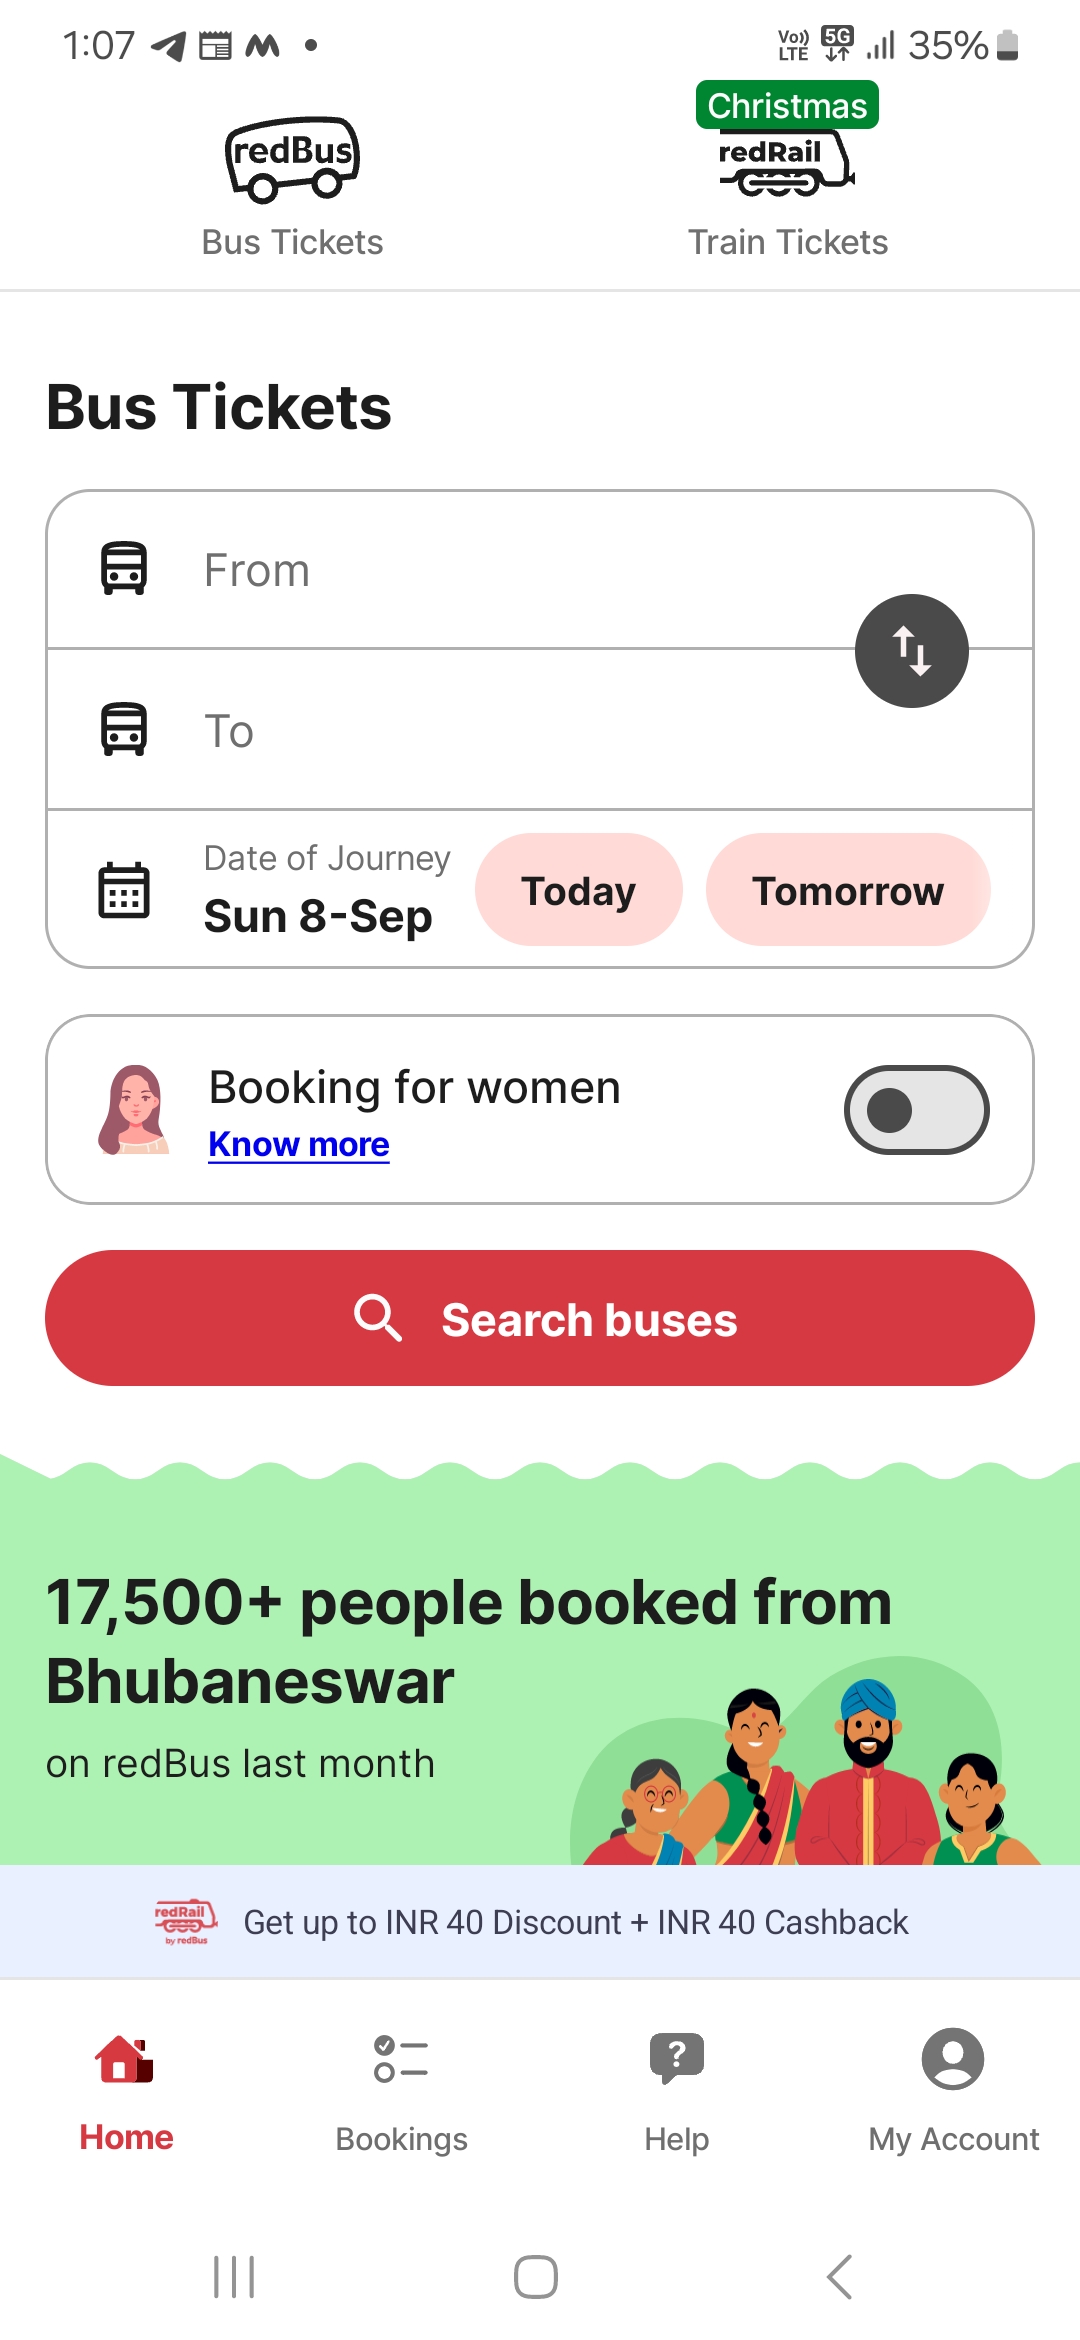 1:07
Vo)) LTE 5G 35%
redBus
Bus Tickets
Christmas
redRail
Train Tickets
Bus Tickets
From
To
Date of Journey
Sun 8-Sep
Today
Tomorrow
Booking for women
Know more
Search buses
17,500+ people booked from
Bhubaneswar
on redBus last month
redRail
by redBus
Get up to INR 40 Discount + INR 40 Cashback
Home
Bookings
Help
My Account